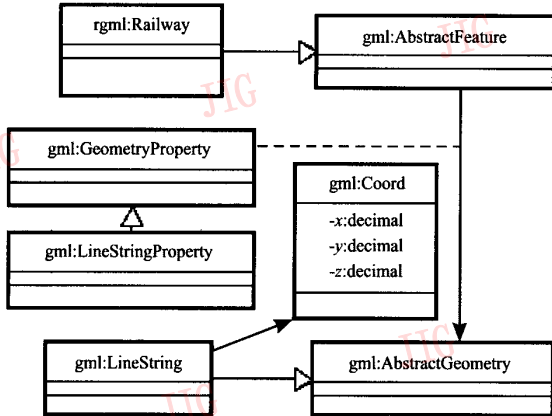 rgml:Railway
gml:AbstractFeature
JIG
JIG
JIG
gml:GeometryProperty
gml:Coord
-x:decimal
-y:decimal
-z:decimal
gml:LineStringProperty
gml:LineString
gml:AbstractGeometry
JIG
JIG